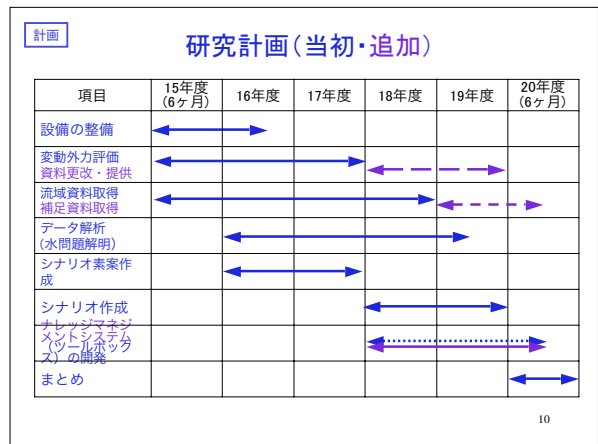 計画
研究計画(当初・追加)
項目
15年度
(6ヶ月)
16年度
17年度
18年度
19年度
20年度
(6ヶ月)
設備の整備
変動外力評価
資料更改・提供
流域資料取得
補足資料取得
データ解析
(水問題解明)
シナリオ素案作
成
シナリオ作成
ナレッジマネジ
メントシステム
(ツールボック
ス)の開発
まとめ
10